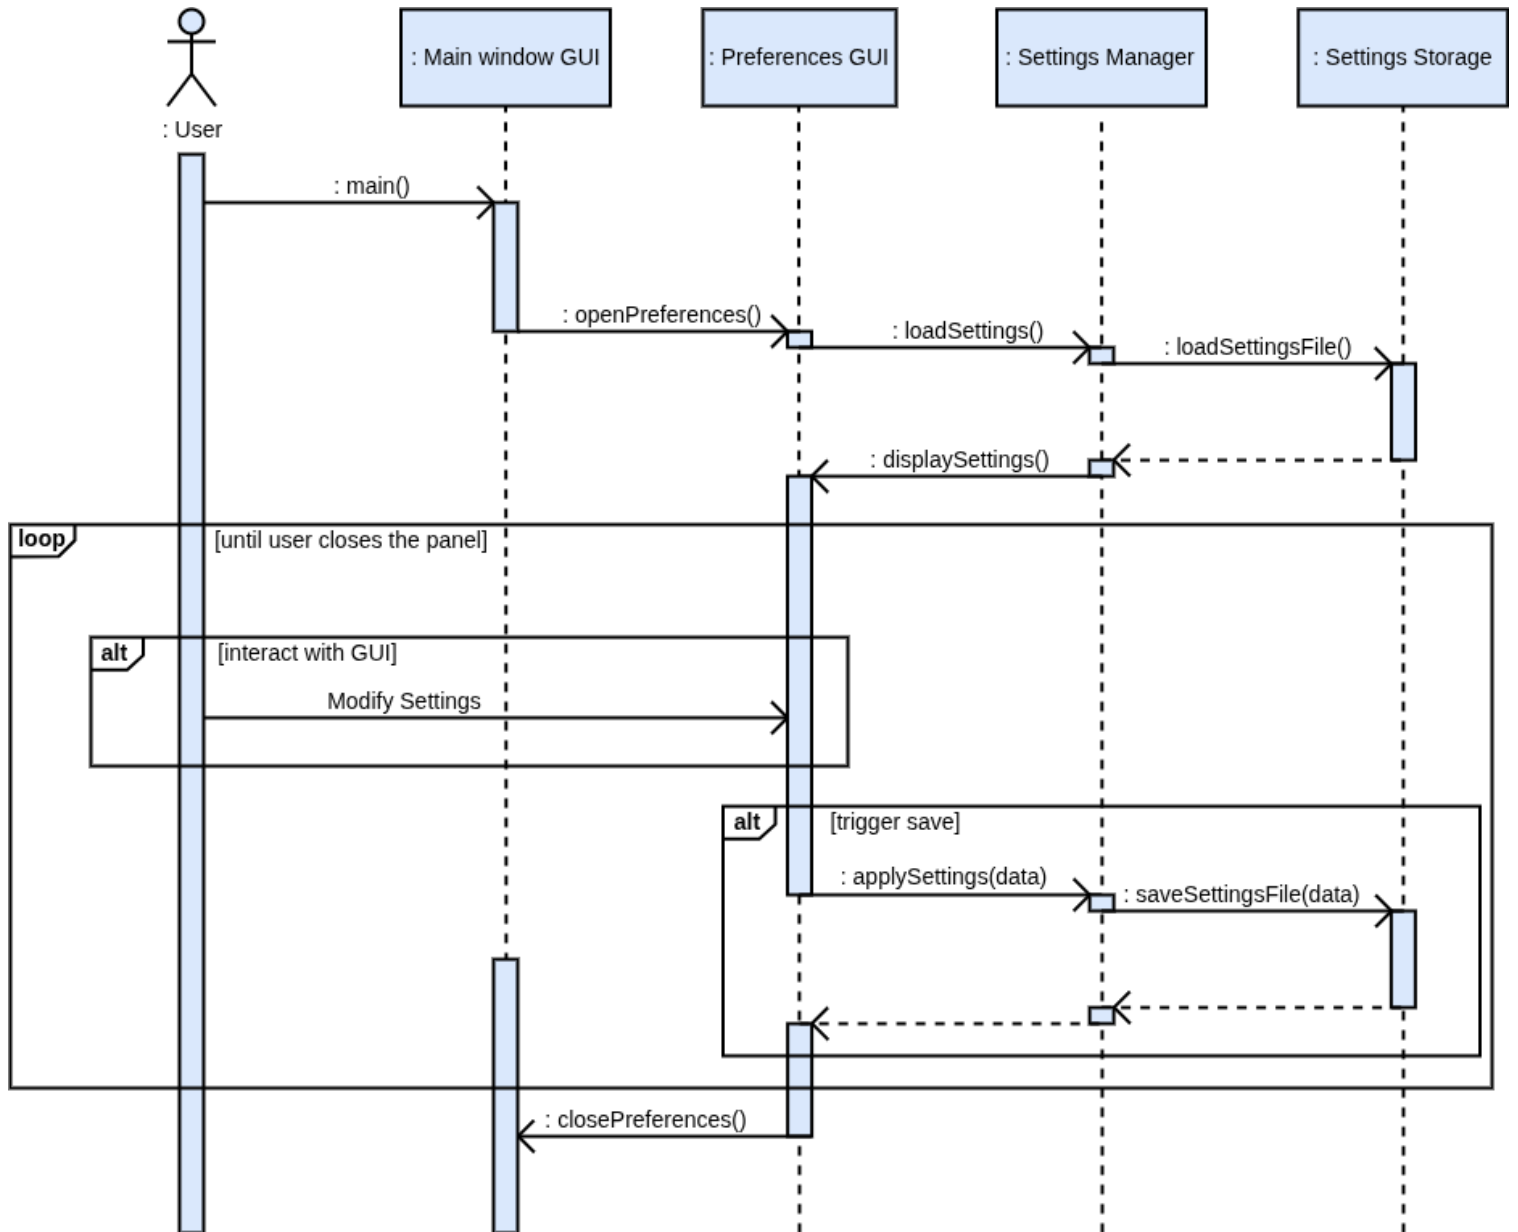 : Main window GUI
: Preferences GUI
: Settings Manager
: Settings Storage
: User
: main()
: openPreferences()
: loadSettings()
: loadSettingsFile()
: displaySettings()
loop
[until user closes the panel]
alt
[interact with GUI]
Modify Settings
alt
[trigger save]
: applySettings(data)
: saveSettingsFile(data)
: closePreferences()